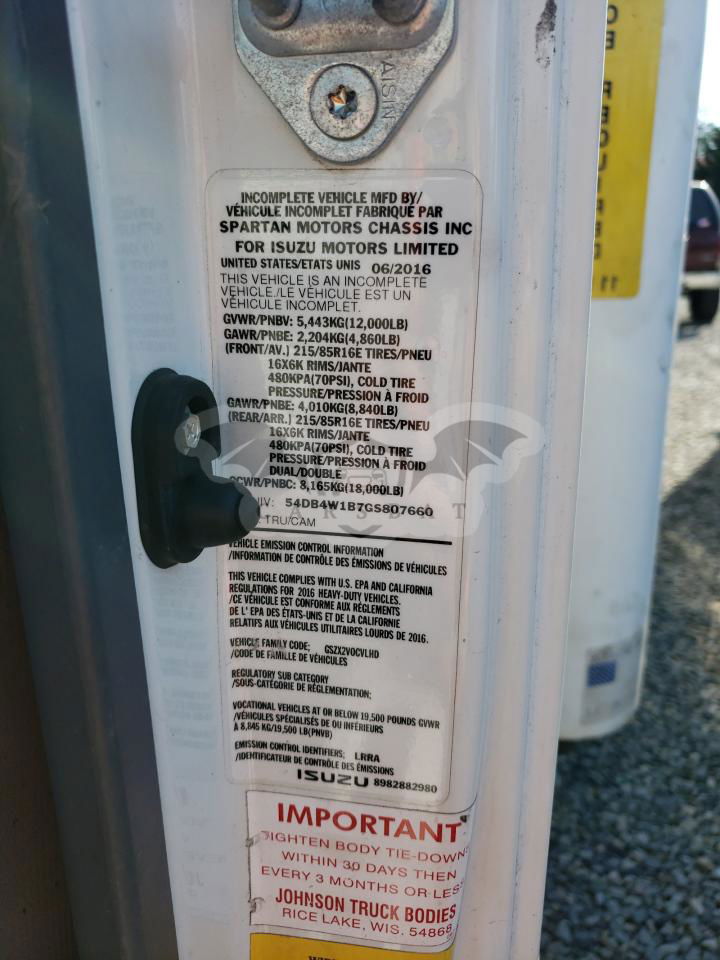 AISIN
INCOMPLETE VEHICLE MFD BY/
VÉHICULE INCOMPLET FABRIQUÉ PAR
SPARTAN MOTORS CHASSIS INC
FOR ISUZU MOTORS LIMITED
UNITED STATES/ETATS UNIS 06/2016
THIS VEHICLE IS AN INCOMPLETE
VEHICLE./LE VÉHICULE EST UN
VÉHICULE INCOMPLET.
GVWR/PNBV: 5,443KG(12,000LB)
GAWR/PNBE: 2,204KG(4,860LB)
(FRONT/AV.) 215/85R16E TIRES/PNEU
16X6K RIMS/JANTE
480KPA(70PSI), COLD TIRE
PRESSURE/PRESSION À FROID
GAWR/PNBE: 4,010KG(8,840LB)
(REAR/ARR.) 215/85R16E TIRES/PNEU
16X6K RIMS/JANTE
480KPA(70PSI), COLD TIRE
PRESSURE/PRESSION À FROID
DUAL/DOUBLE
GCWR/PNBC: 8,165KG(18,000LB)
NIV: 54DB4W1B7GS807660
TRU/CAM
CARSBAT
VEHICLE EMISSION CONTROL INFORMATION
/INFORMATION DE CONTRÔLE DES ÉMISSIONS DE VÉHICULES
THIS VEHICLE COMPLIES WITH U.S. EPA AND CALIFORNIA
REGULATIONS FOR 2016 HEAVY-DUTY VEHICLES.
/CE VÉHICULE EST CONFORME AUX RÈGLEMENTS
DE L' EPA DES ÉTATS-UNIS ET DE LA CALIFORNIE
RELATIFS AUX VÉHICULES UTILITAIRES LOURDS DE 2016.
VEHICLE FAMILY CODE; GSZX2VOCVLHD
/CODE DE FAMILLE DE VÉHICULES
REGULATORY SUB CATEGORY
/SOUS-CATÉGORIE DE RÉGLEMENTATION;
VOCATIONAL VEHICLES AT OR BELOW 19,500 POUNDS GVWR
/VÉHICULES SPÉCIALISÉS DE OU INFÉRIEURS
A 8,845 KG/19,500 LB(PNVB)
EMISSION CONTROL IDENTIFIERS; LRRA
/IDENTIFICATEUR DE CONTRÔLE DES ÉMISSIONS
ISUZU 8982882980
IMPORTANT
TIGHTEN BODY TIE-DOWNS
WITHIN 30 DAYS THEN
EVERY 3 MONTHS OR LESS
JOHNSON TRUCK BODIES
RICE LAKE, WIS. 54868